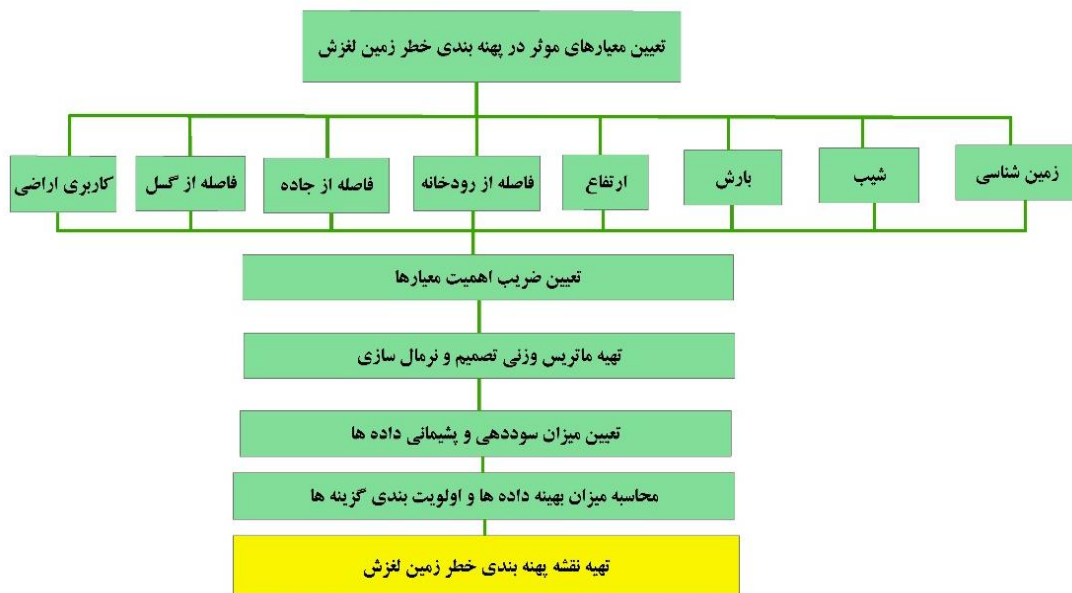 تعیین معیارهای موثر در پهنه بندی خطر زمین لغزش
زمین شناسی
شیب
بارش
ارتفاع
فاصله از رودخانه
فاصله از جاده
فاصله از گسل
کاربری اراضی
تعیین ضریب اهمیت معیارها
تهیه ماتریس وزنی تصمیم و نرمال سازی
تعیین میزان سوددهی و پشیمانی داده ها
محاسبه میزان بهینه داده ها و اولویت بندی گزینه ها
تهیه نقشه پهنه بندی خطر زمین لغزش